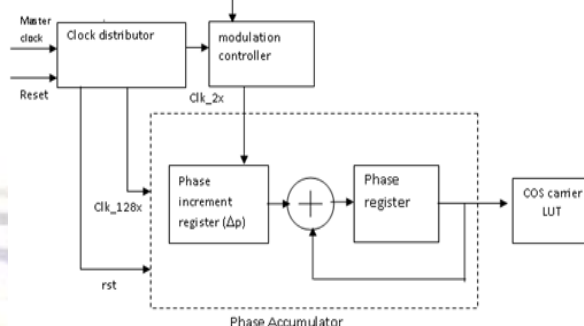 Master
clock
Reset
Clock distributor
modulation
controller
Clk_2x
Clk_128x
rst
Phase
increment
register (Δp)
Phase
register
COS carrier
LUT
Phase Accumulator